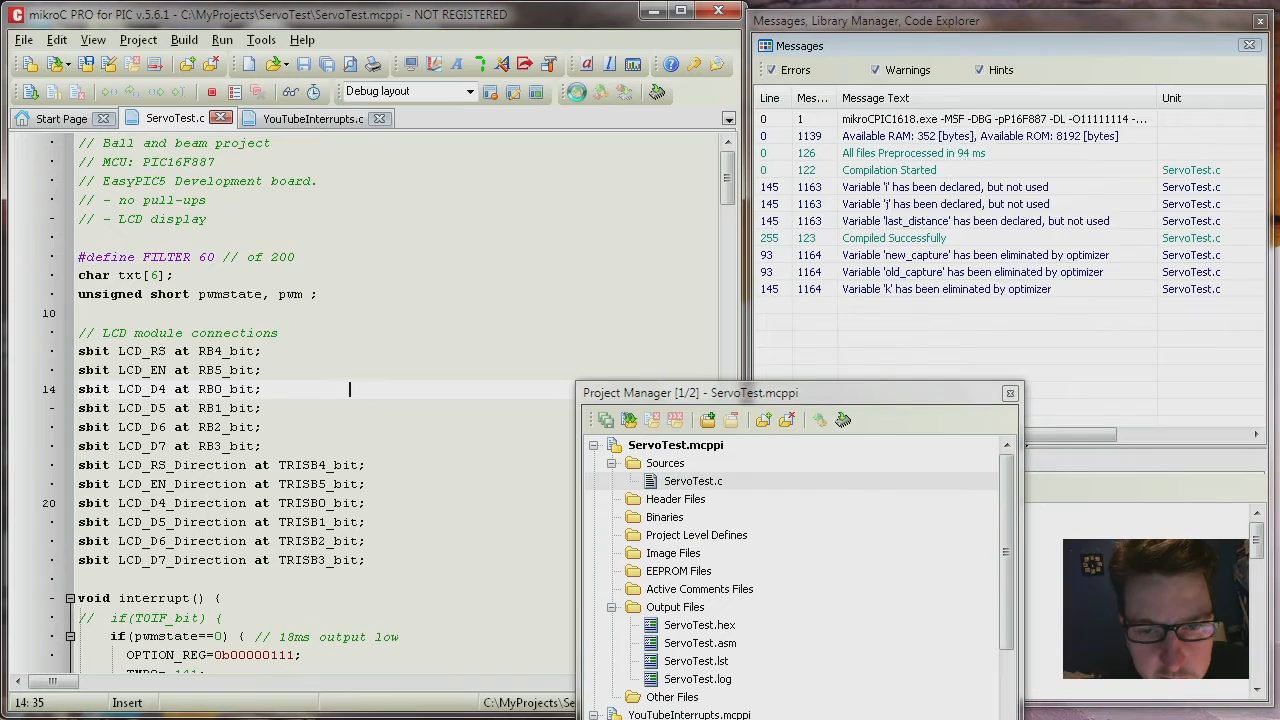 mikroC PRO for PIC v.5.6.1 - C:\MyProjects\ServoTest\ServoTest.mcppi - NOT REGISTERED
File Edit View Project Build Run Tools Help
Debug layout
Start Page ServoTest.c YouTubeInterrupts.c
// Ball and beam project
// MCU: PIC16F887
// EasyPIC5 Development board.
// - no pull-ups
// - LCD display
#define FILTER 60 // of 200
char txt[6];
unsigned short pwmstate, pwm ;
10
// LCD module connections
sbit LCD_RS at RB4_bit;
sbit LCD_EN at RB5_bit;
14 sbit LCD_D4 at RB0_bit;
sbit LCD_D5 at RB1_bit;
sbit LCD_D6 at RB2_bit;
sbit LCD_D7 at RB3_bit;
sbit LCD_RS_Direction at TRISB4_bit;
sbit LCD_EN_Direction at TRISB5_bit;
20 sbit LCD_D4_Direction at TRISB0_bit;
sbit LCD_D5_Direction at TRISB1_bit;
sbit LCD_D6_Direction at TRISB2_bit;
sbit LCD_D7_Direction at TRISB3_bit;
void interrupt() {
// if(T0IF_bit) {
if(pwmstate==0) { // 18ms output low
OPTION_REG=0b00000111;
TMR0= 141;
14: 35 Insert C:\MyProjects\ServoTes
Messages, Library Manager, Code Explorer
Messages
Errors Warnings Hints
Line Mes... Message Text Unit
0 1 mikroCPIC1618.exe -MSF -DBG -pP16F887 -DL -O11111114 -...
0 1139 Available RAM: 352 [bytes], Available ROM: 8192 [bytes]
0 126 All files Preprocessed in 94 ms
0 122 Compilation Started ServoTest.c
145 1163 Variable 'i' has been declared, but not used ServoTest.c
145 1163 Variable 'j' has been declared, but not used ServoTest.c
145 1163 Variable 'last_distance' has been declared, but not used ServoTest.c
255 123 Compiled Successfully ServoTest.c
93 1164 Variable 'new_capture' has been eliminated by optimizer ServoTest.c
93 1164 Variable 'old_capture' has been eliminated by optimizer ServoTest.c
145 1164 Variable 'k' has been eliminated by optimizer ServoTest.c
Project Manager [1/2] - ServoTest.mcppi
ServoTest.mcppi
Sources
ServoTest.c
Header Files
Binaries
Project Level Defines
Image Files
EEPROM Files
Active Comments Files
Output Files
ServoTest.hex
ServoTest.asm
ServoTest.lst
ServoTest.log
Other Files
YouTubeInterrupts.mcppi